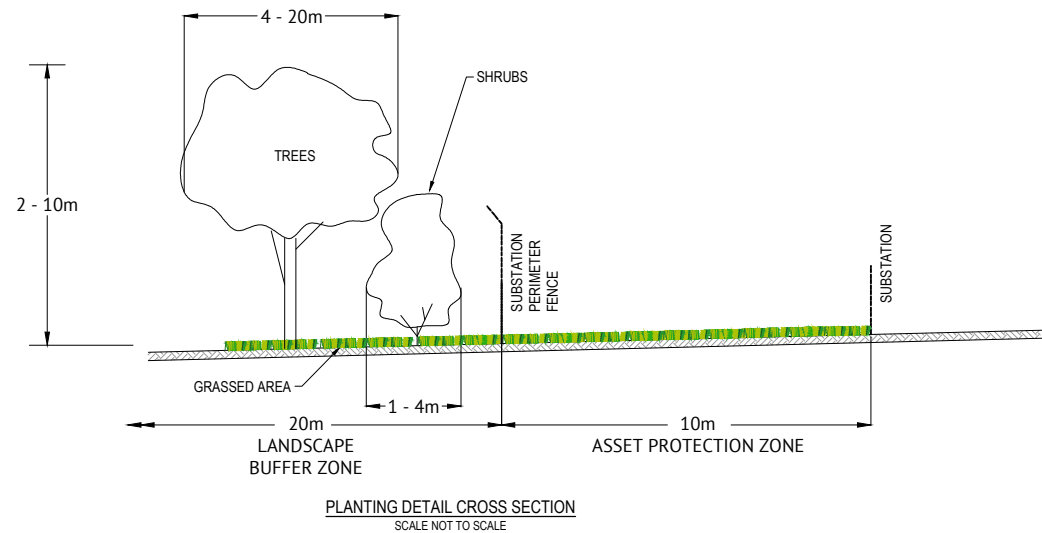 4 - 20m
SHRUBS
TREES
2 - 10m
SUBSTATION
PERIMETER
FENCE
SUBSTATION
GRASSED AREA
1 - 4m
20m
LANDSCAPE
BUFFER ZONE
10m
ASSET PROTECTION ZONE
PLANTING DETAIL CROSS SECTION
SCALE NOT TO SCALE